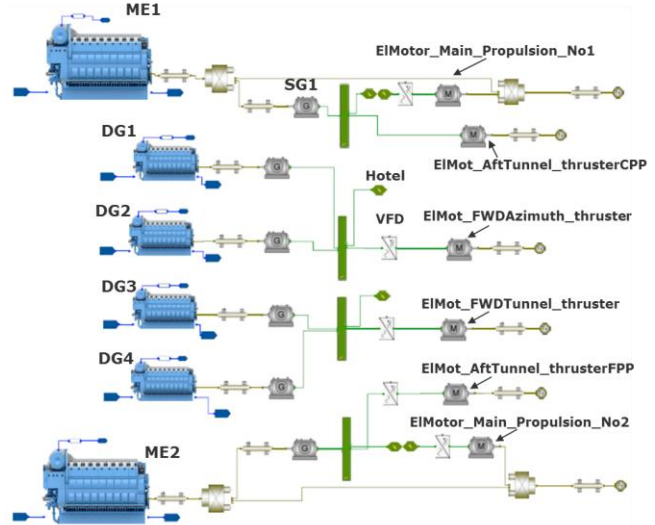 ME1
ElMotor_Main_Propulsion_No1
SG1
G
M
DG1
G
M
ElMot_AftTunnel_thrusterCPP
Hotel
DG2
VFD
ElMot_FWDAzimuth_thruster
G
M
DG3
ElMot_FWDTunnel_thruster
G
M
DG4
ElMot_AftTunnel_thrusterFPP
G
M
ElMotor_Main_Propulsion_No2
ME2
G
M